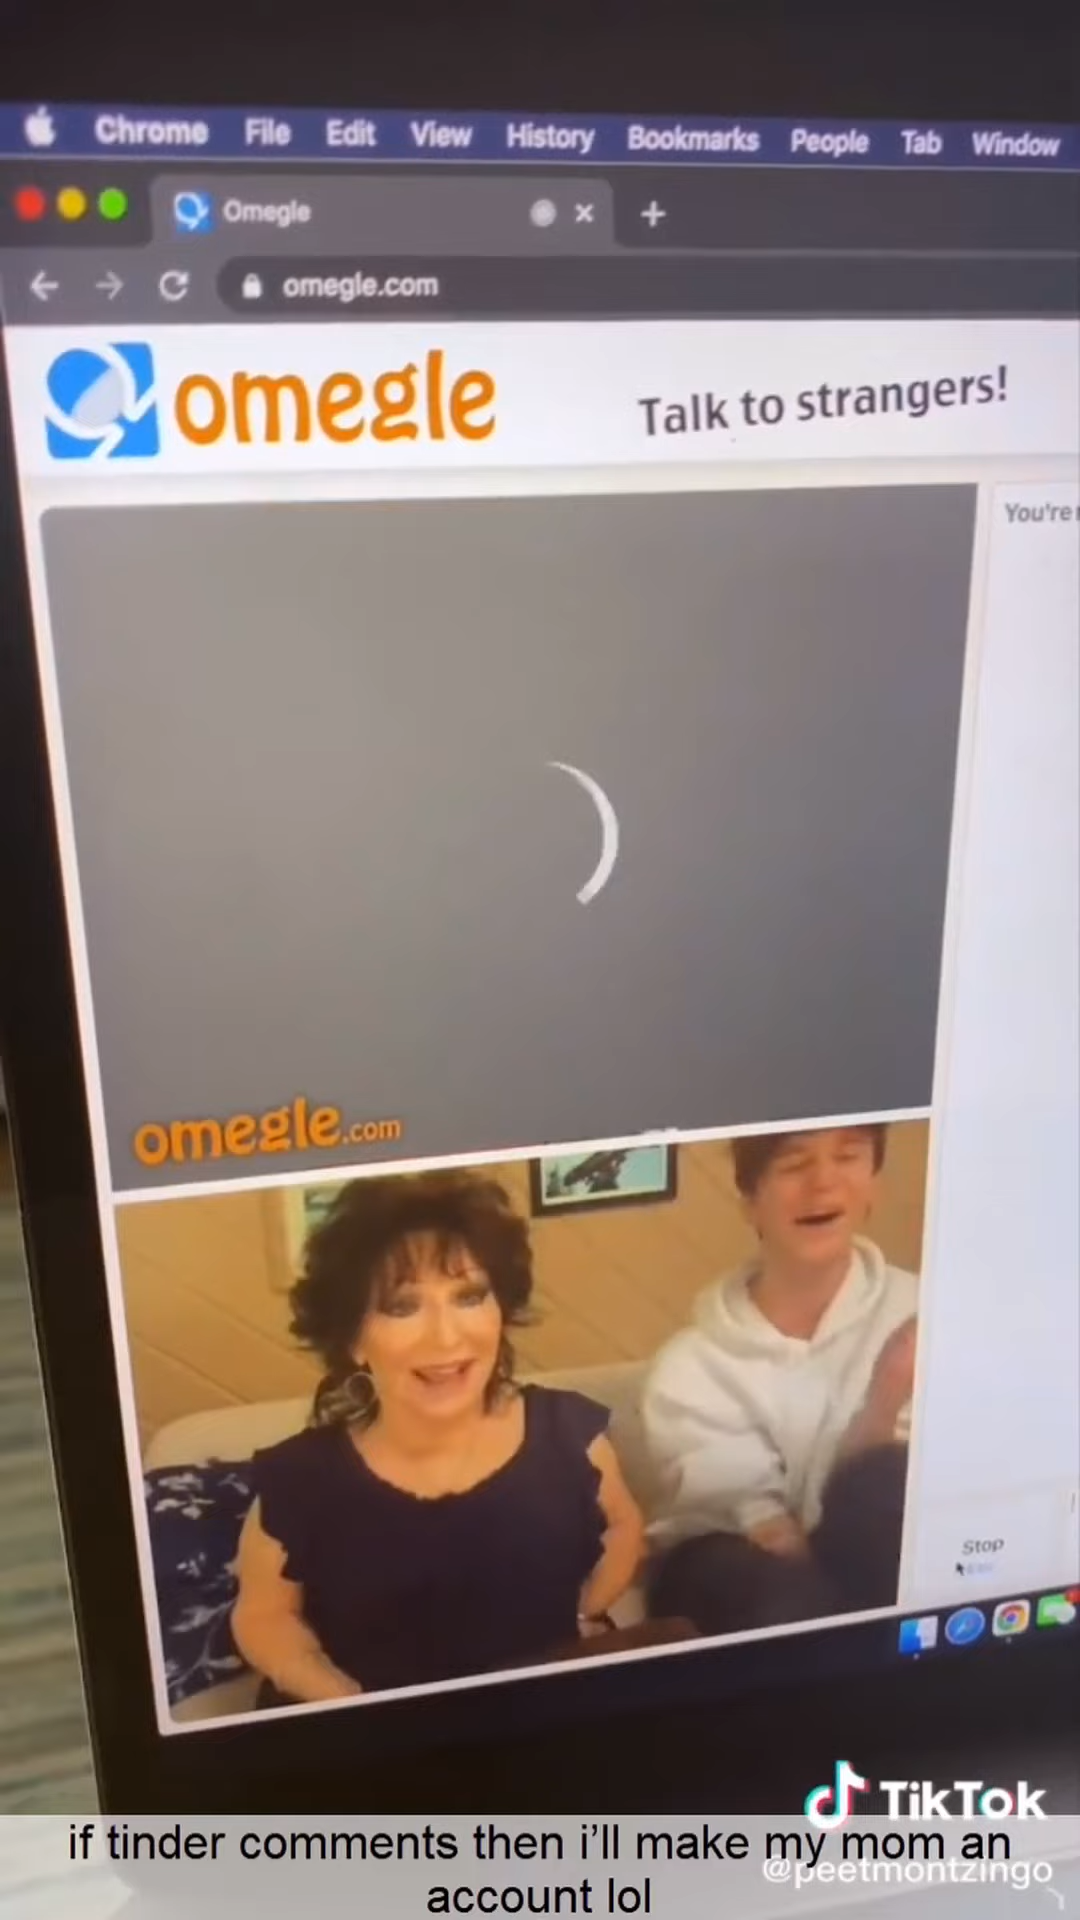 Chrome File Edit View History Bookmarks People Tab Window
Omegle
omegle.com
omegle Talk to strangers!
You're
omegle.com
Stop
TikTok
if tinder comments then i'll make my mom an
@peetmontzingo
account lol